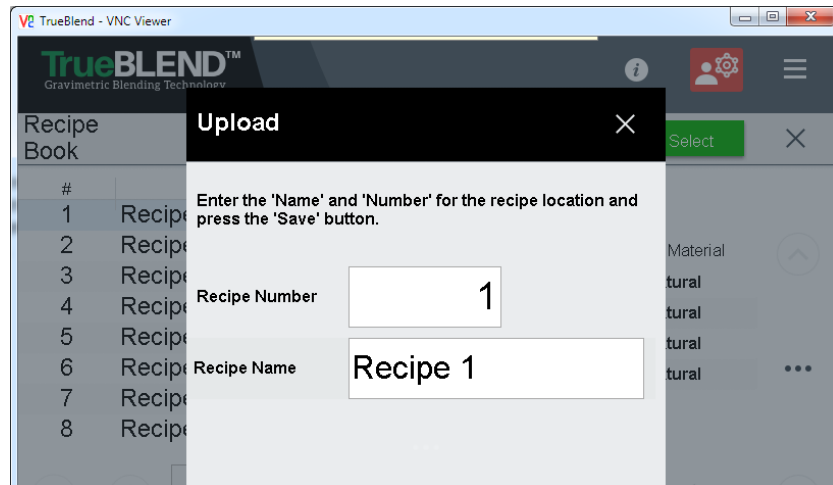 TrueBlend - VNC Viewer
TrueBLEND™
Gravimetric Blending Technology
Recipe
Book
Upload
Select
Enter the 'Name' and 'Number' for the recipe location and
press the 'Save' button.
Recipe Number 1
Recipe Name Recipe 1
#
1 Recipe
2 Recipe
3 Recipe
4 Recipe
5 Recipe
6 Recipe
7 Recipe
8 Recipe
Material
tural
tural
tural
tural